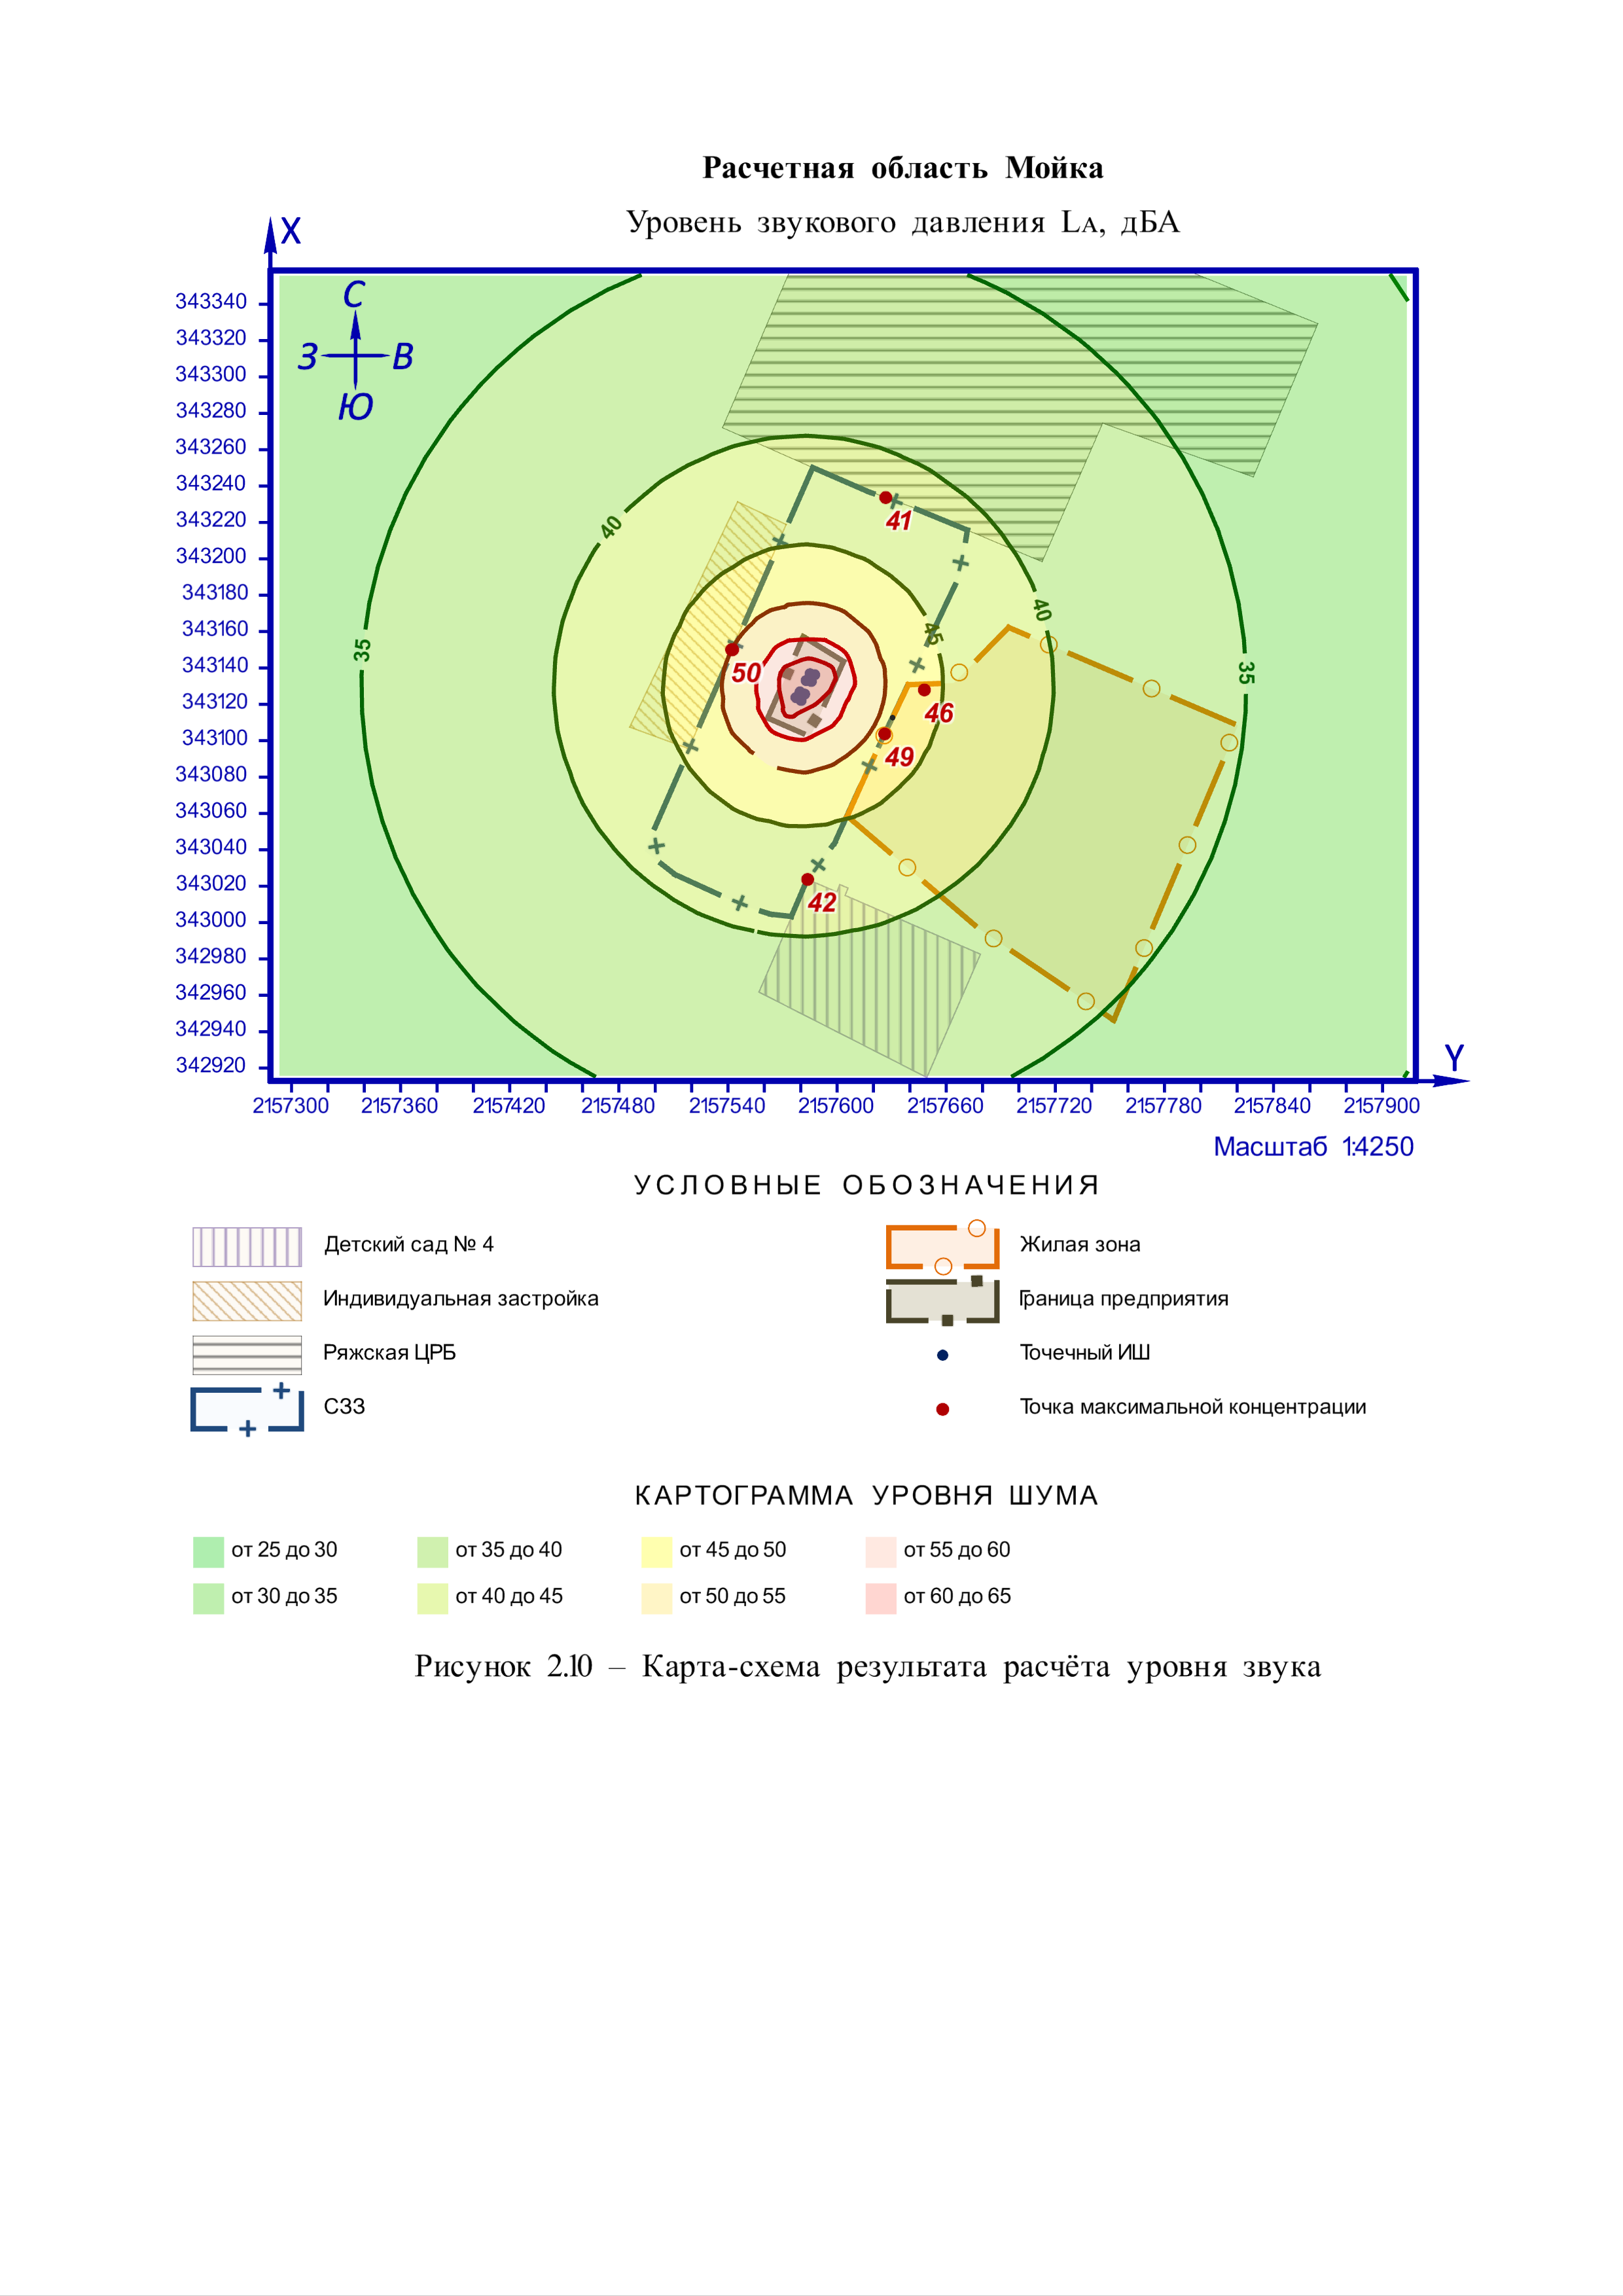 Расчетная область Мойка
Уровень звукового давления LA, дБА
X
343340
343320
343300
343280
343260
343240
343220
343200
343180
343160
343140
343120
343100
343080
343060
343040
343020
343000
342980
342960
342940
342920
С
З В
Ю
40
41
40
45
35
35
50
46
49
42
Y
2157300 2157360 2157420 2157480 2157540 2157600 2157660 2157720 2157780 2157840 2157900
Масштаб 1:4250
УСЛОВНЫЕ ОБОЗНАЧЕНИЯ
Детский сад № 4
Индивидуальная застройка
Ряжская ЦРБ
СЗЗ
Жилая зона
Граница предприятия
Точечный ИШ
Точка максимальной концентрации
КАРТОГРАММА УРОВНЯ ШУМА
от 25 до 30 от 35 до 40 от 45 до 50 от 55 до 60
от 30 до 35 от 40 до 45 от 50 до 55 от 60 до 65
Рисунок 2.10 – Карта-схема результата расчёта уровня звука